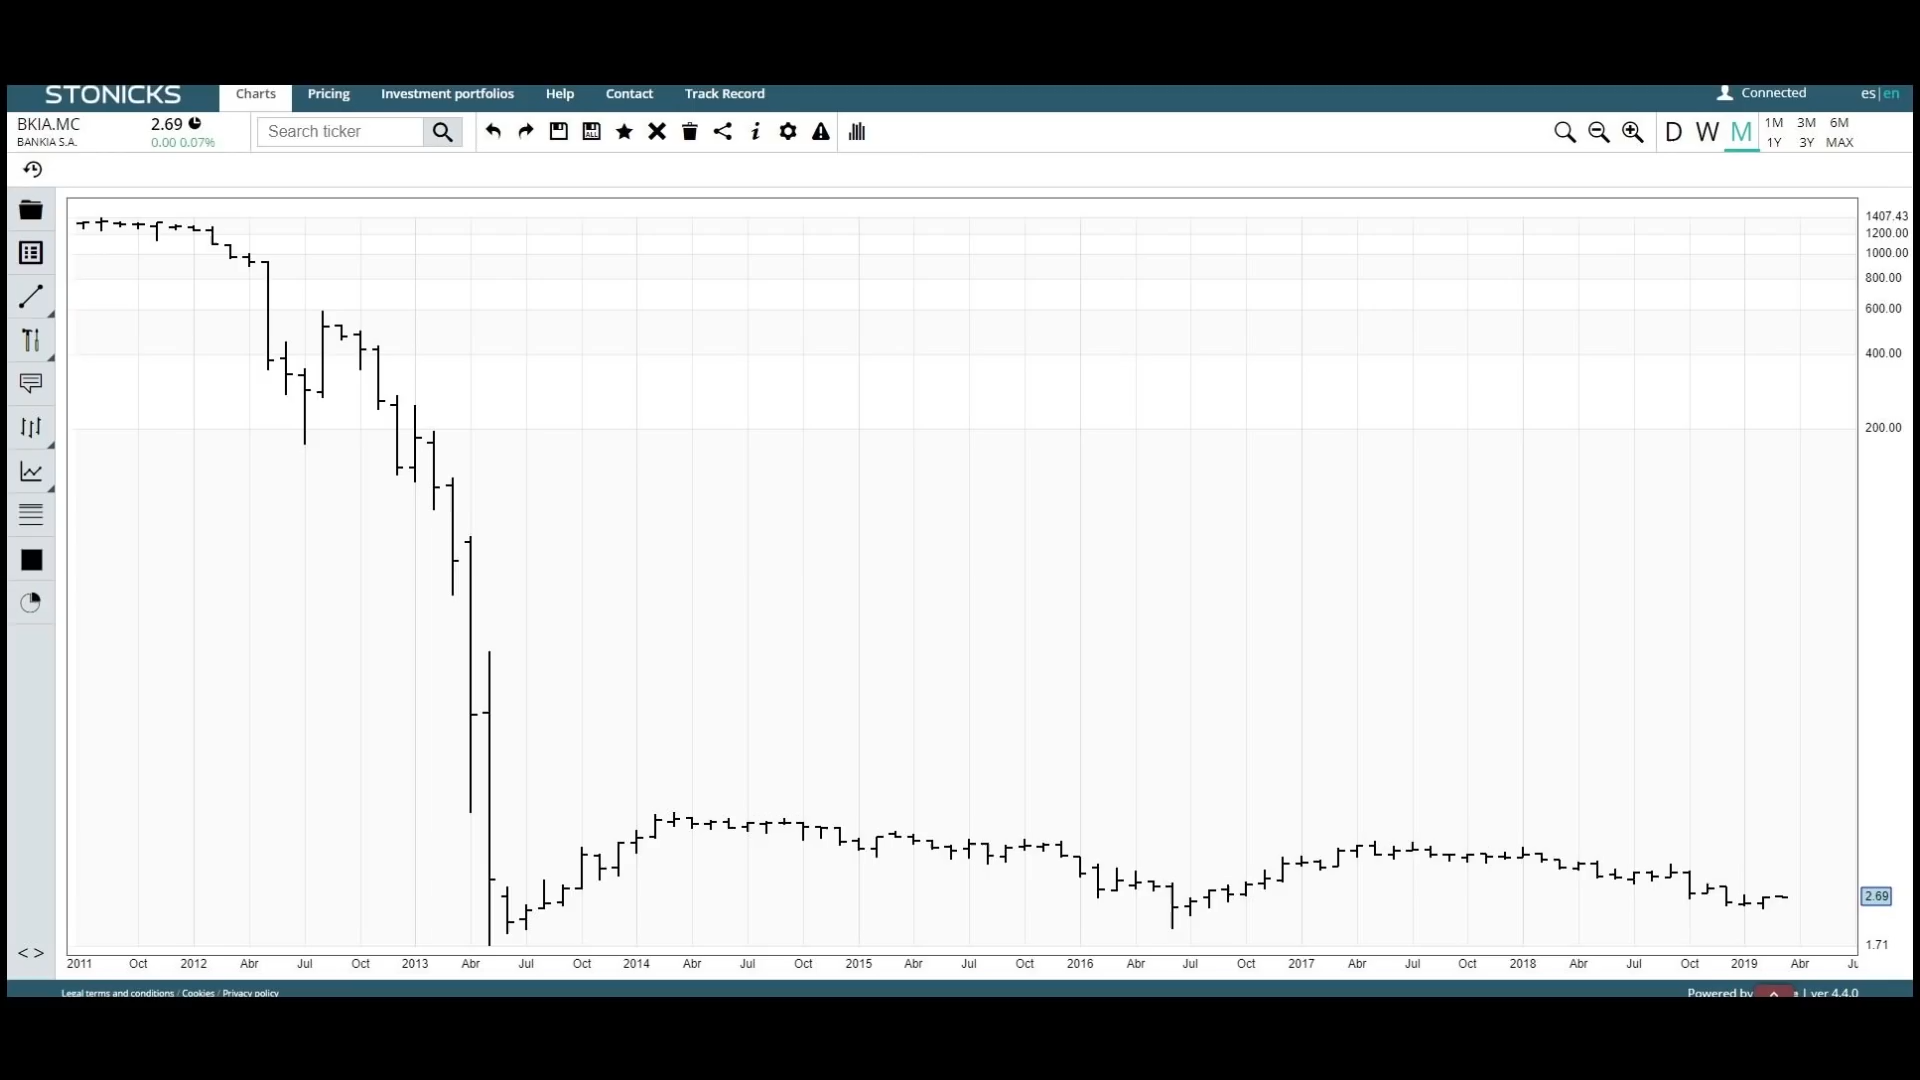 STONICKS Charts Pricing Investment portfolios Help Contact Track Record Connected es|en
BKIA.MC 2.69 Search ticker D W M 1M 3M 6M
BANKIA S.A. 0.00 0.07% 1Y 3Y MAX
ALL
1407.43
1200.00
1000.00
800.00
600.00
400.00
200.00
2.69
1.71
2011 Oct 2012 Abr Jul Oct 2013 Abr Jul Oct 2014 Abr Jul Oct 2015 Abr Jul Oct 2016 Abr Jul Oct 2017 Abr Jul Oct 2018 Abr Jul Oct 2019 Abr
Legal terms and conditions / Cookies / Privacy policy Powered by | ver 4.4.0